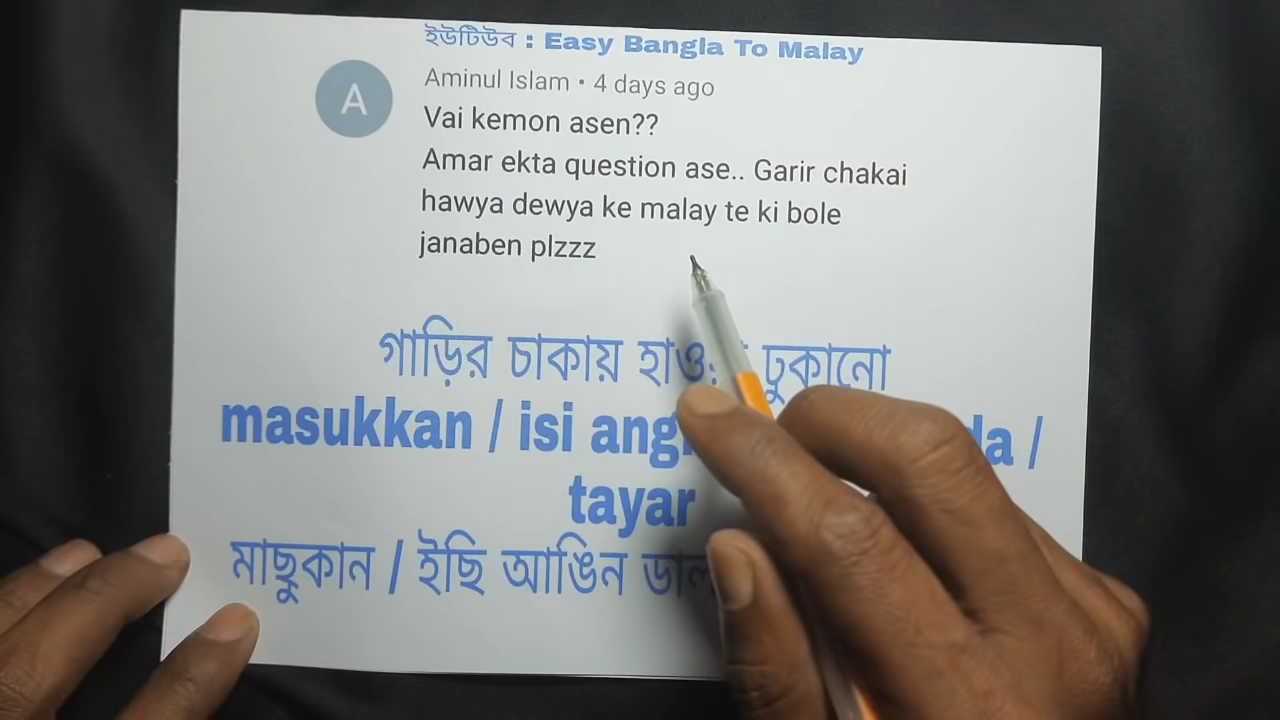 ইউটিউব : Easy Bangla To Malay
A
Aminul Islam • 4 days ago
Vai kemon asen??
Amar ekta question ase.. Garir chakai
hawya dewya ke malay te ki bole
janaben plzzz
গাড়ির চাকায় ঢুকানো
masukkan / isi /
tayar
মাছুকান / ইছি আঙিন